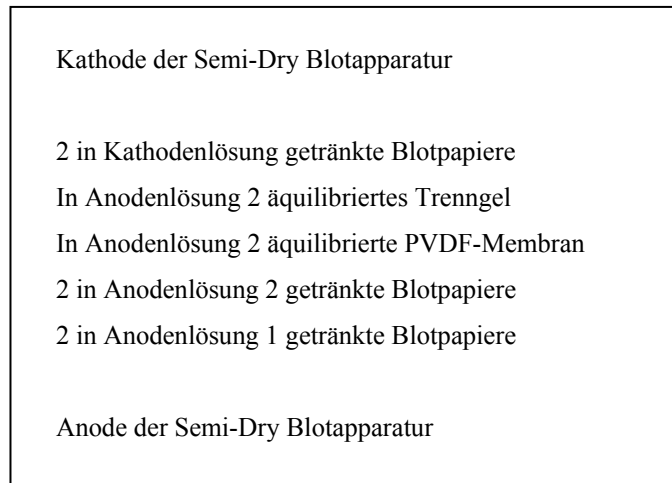 Kathode der Semi-Dry Blotapparatur
2 in Kathodenlösung getränkte Blotpapiere
In Anodenlösung 2 äquilibriertes Trenngel
In Anodenlösung 2 äquilibrierte PVDF-Membran
2 in Anodenlösung 2 getränkte Blotpapiere
2 in Anodenlösung 1 getränkte Blotpapiere
Anode der Semi-Dry Blotapparatur